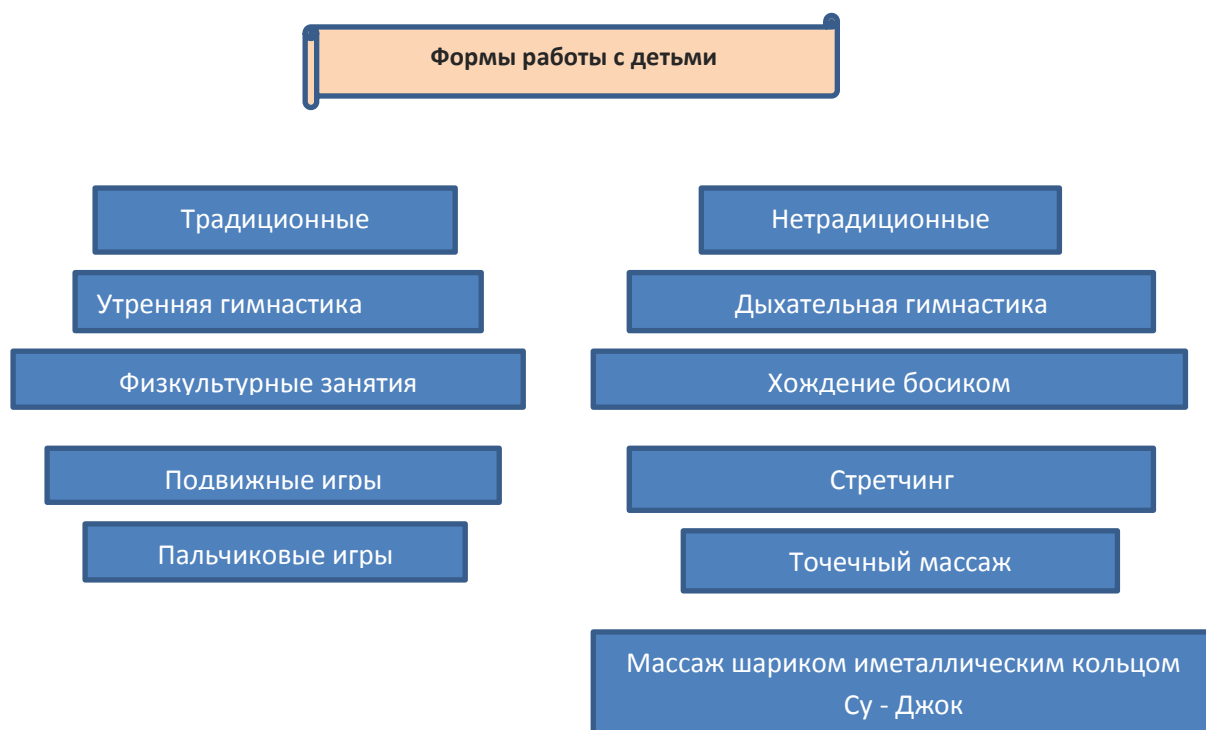 Формы работы с детьми
Традиционные
Утренняя гимнастика
Физкультурные занятия
Подвижные игры
Пальчиковые игры
Нетрадиционные
Дыхательная гимнастика
Хождение босиком
Стретчинг
Точечный массаж
Массаж шариком иметаллическим кольцом
Су - Джок